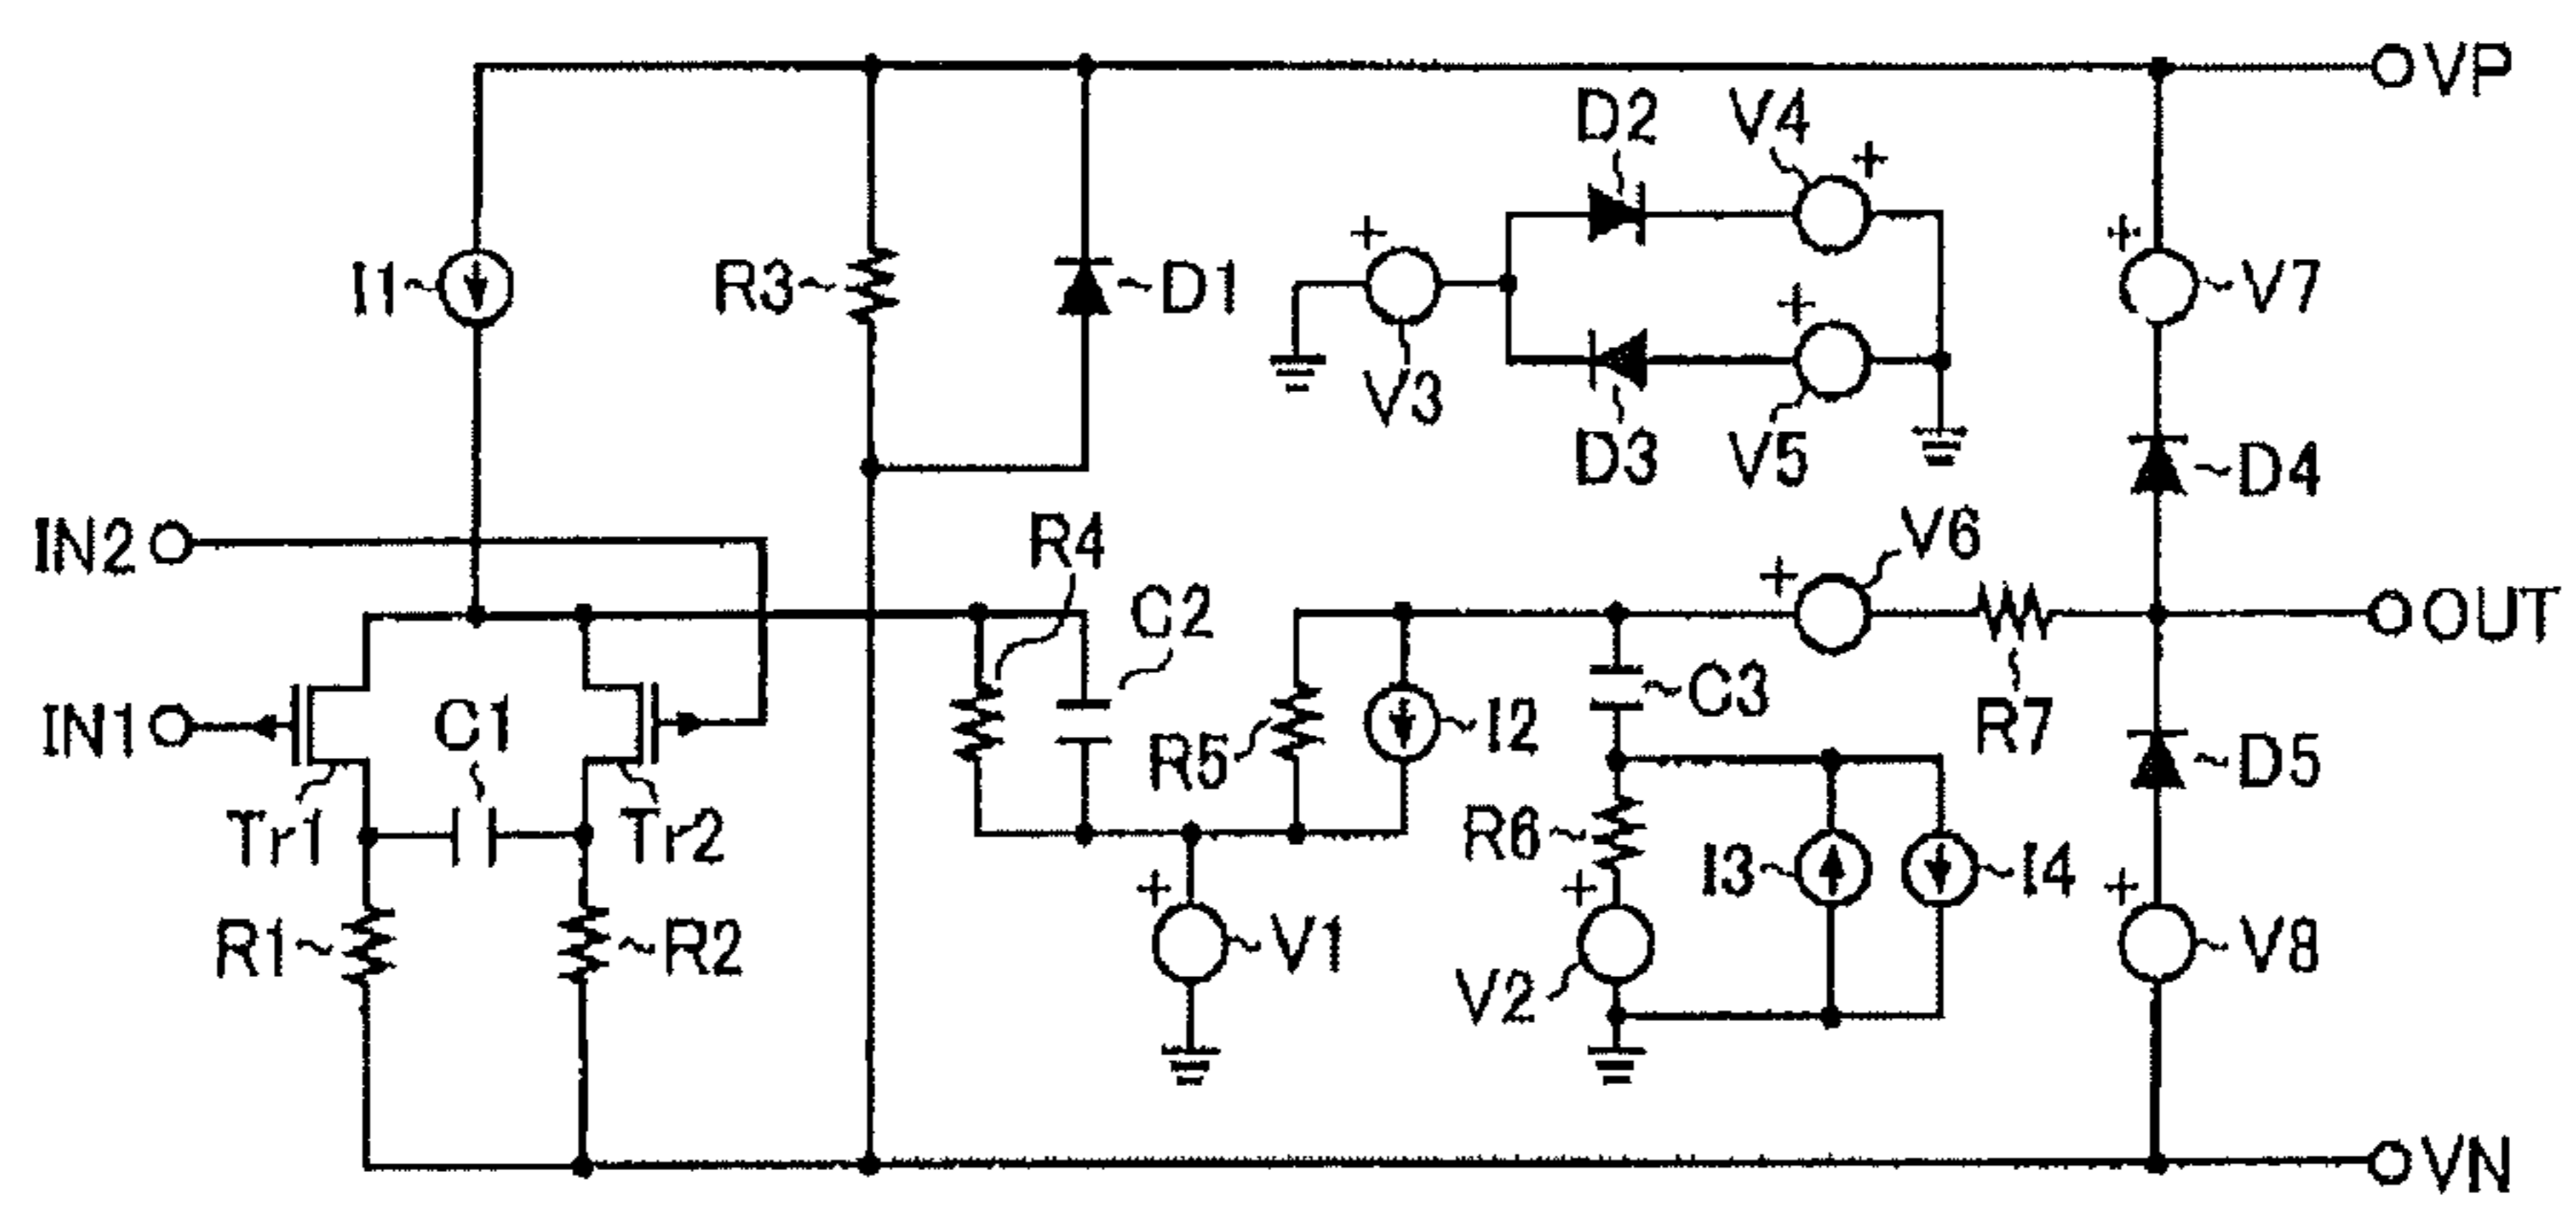 VP
D2 V4
+
+ +
I1 R3 D1 V7
+
V3
D3 V5 D4
IN2 R4 V6
+
C2 OUT
IN1 C1 R5 I2 C3 R7
D5
Tr1 Tr2 R6 I3 I4
+ + +
R1 R2 V1 V2 V8
VN